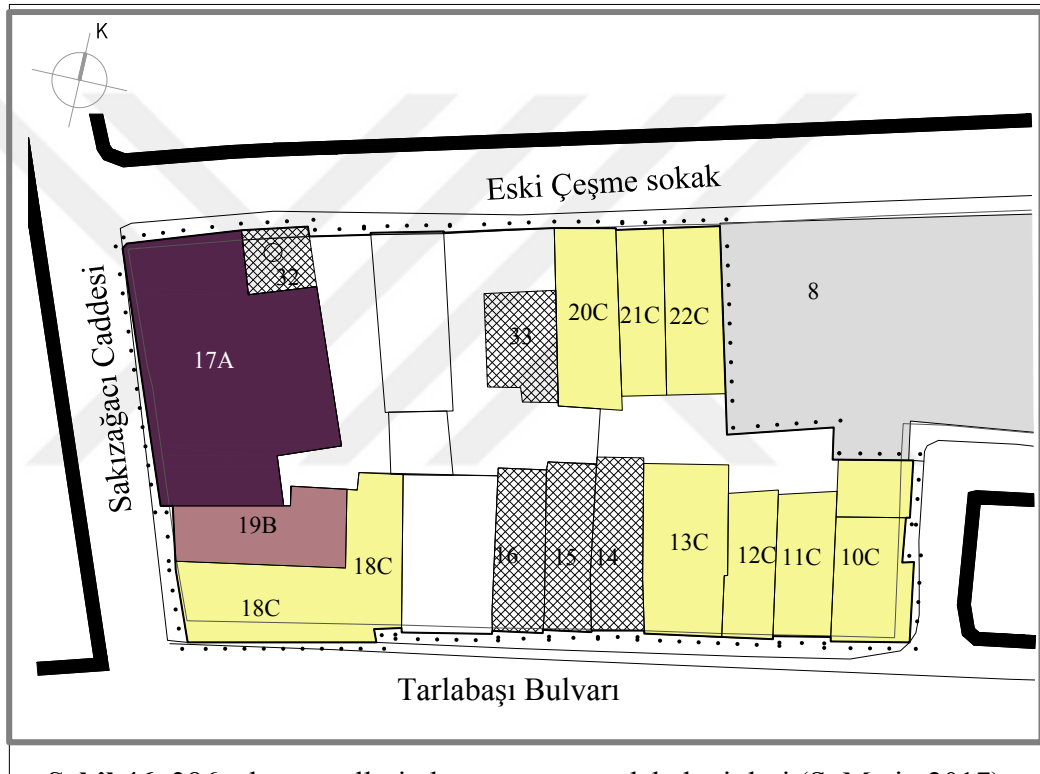 K
Eski Çeşme sokak
Sakızağacı Caddesi
32
8
20C
21C
22C
33
17A
19B
18C
18C
16
15
14
13C
12C
11C
10C
Tarlabaşı Bulvarı